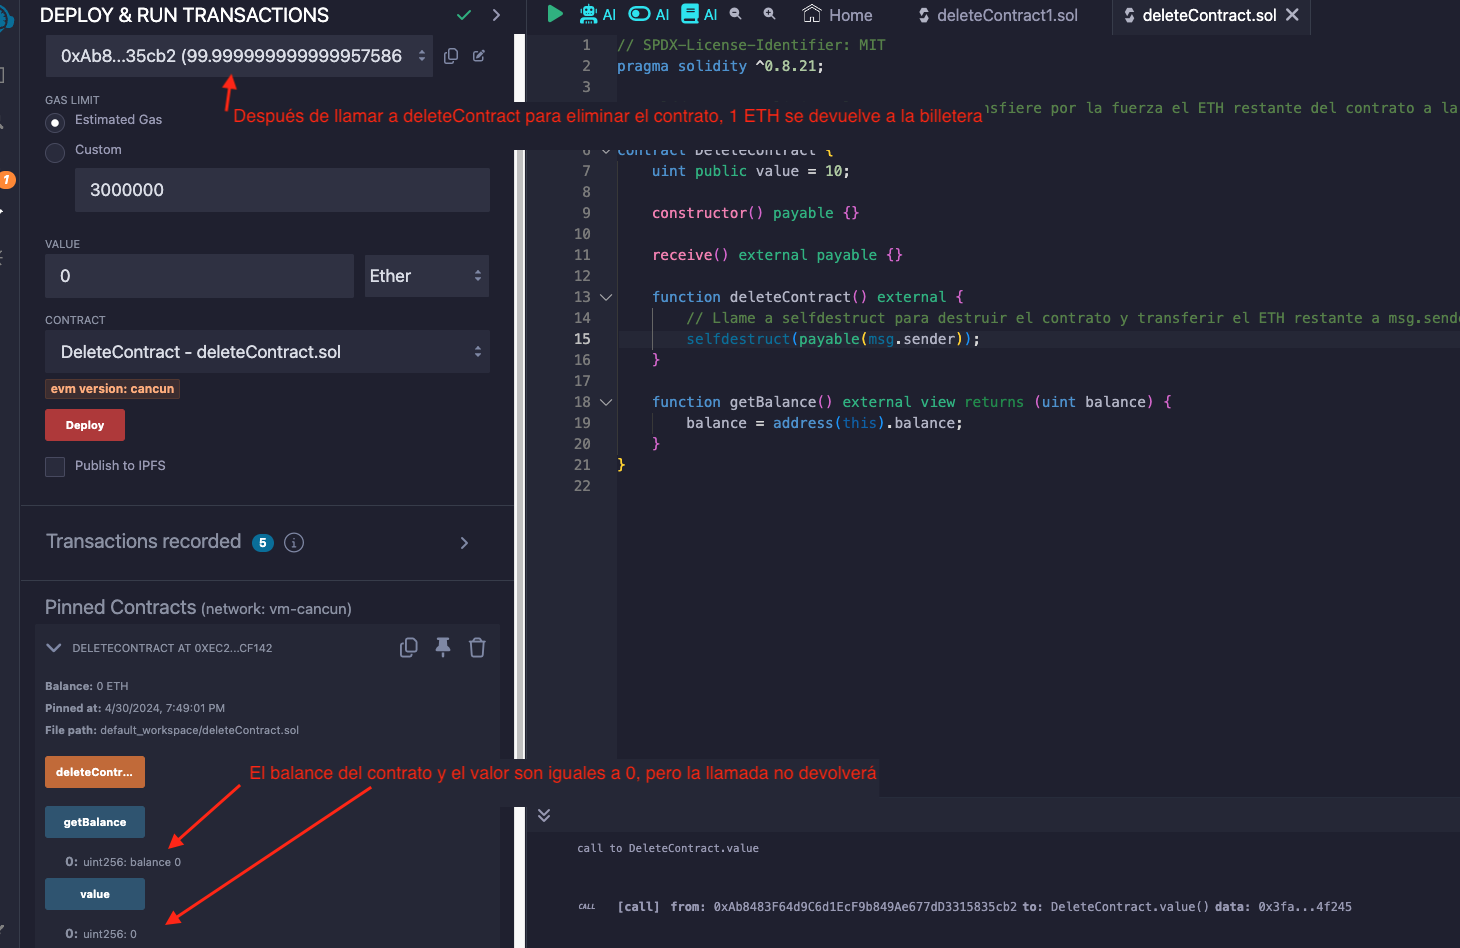 DEPLOY & RUN TRANSACTIONS
0xAb8...35cb2 (99.999999999999957586
GAS LIMIT
Estimated Gas
Custom
3000000
VALUE
0
Ether
CONTRACT
DeleteContract - deleteContract.sol
evm version: cancun
Deploy
Publish to IPFS
Transactions recorded 5
Pinned Contracts (network: vm-cancun)
DELETECONTRACT AT 0XEC2...CF142
Balance: 0 ETH
Pinned at: 4/30/2024, 7:49:01 PM
File path: default_workspace/deleteContract.sol
deleteContr...
getBalance
0: uint256: balance 0
value
0: uint256: 0
1
Después de llamar a deleteContract para eliminar el contrato, 1 ETH se devuelve a la billetera
El balance del contrato y el valor son iguales a 0, pero la llamada no devolverá
AI AI AI Home deleteContract1.sol deleteContract.sol
1 // SPDX-License-Identifier: MIT
2 pragma solidity ^0.8.21;
3
nsfiere por la fuerza el ETH restante del contrato a la
6 contract DeleteContract {
7 uint public value = 10;
8
9 constructor() payable {}
10
11 receive() external payable {}
12
13 function deleteContract() external {
14 // Llame a selfdestruct para destruir el contrato y transferir el ETH restante a msg.sende
15 selfdestruct(payable(msg.sender));
16 }
17
18 function getBalance() external view returns (uint balance) {
19 balance = address(this).balance;
20 }
21 }
22
call to DeleteContract.value
CALL [call] from: 0xAb8483F64d9C6d1EcF9b849Ae677dD3315835cb2 to: DeleteContract.value() data: 0x3fa...4f245